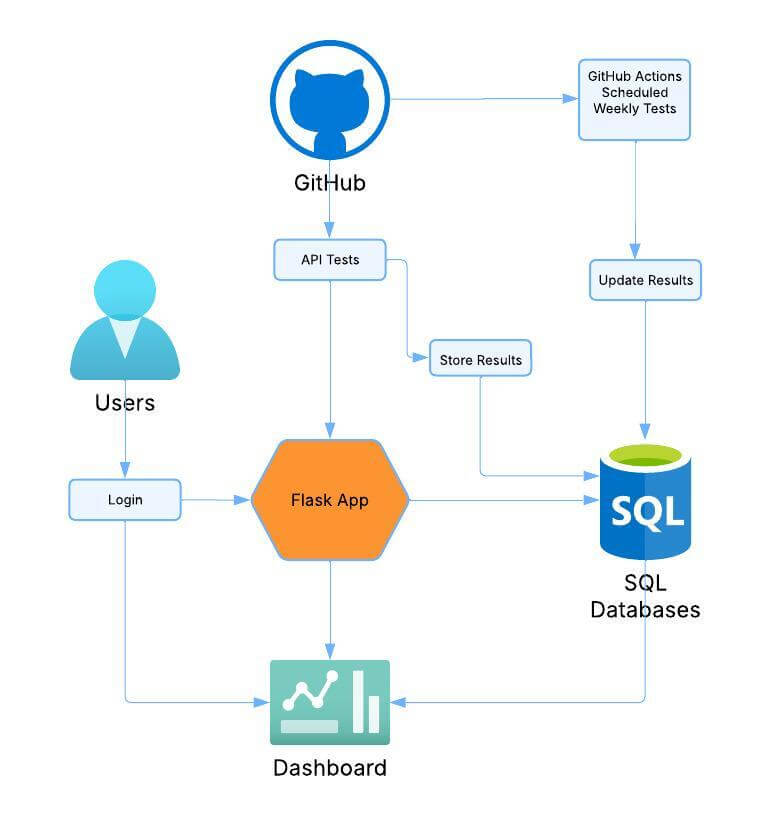 GitHub Actions
Scheduled
Weekly Tests
GitHub
API Tests
Update Results
Store Results
Users
Login
Flask App
SQL
SQL
Databases
Dashboard